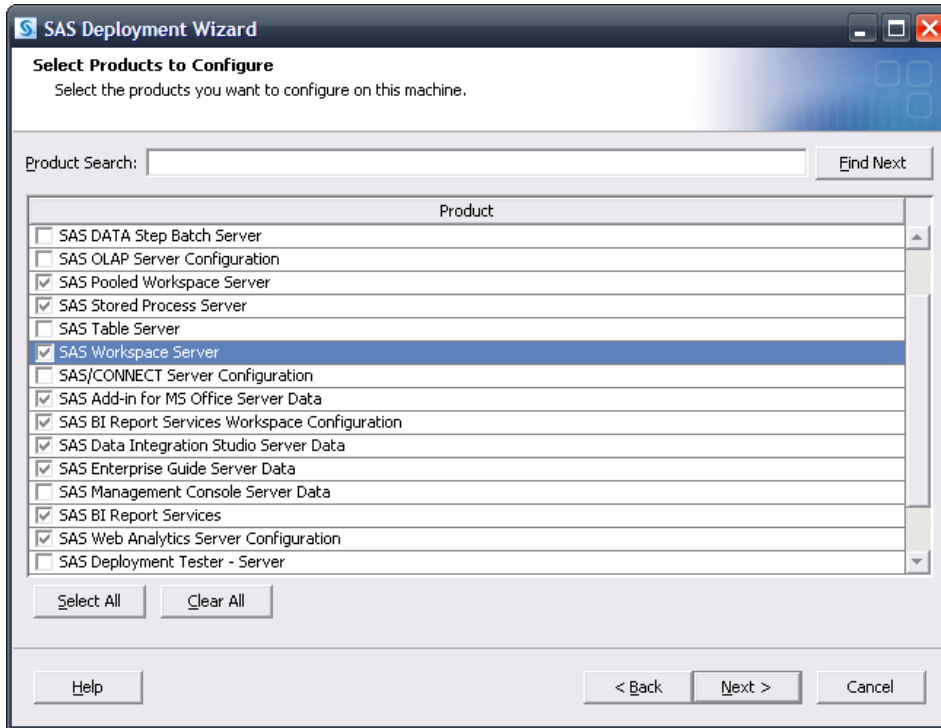 SAS Deployment Wizard
Select Products to Configure
Select the products you want to configure on this machine.
Product Search:
Find Next
Product
SAS DATA Step Batch Server
SAS OLAP Server Configuration
SAS Pooled Workspace Server
SAS Stored Process Server
SAS Table Server
SAS Workspace Server
SAS/CONNECT Server Configuration
SAS Add-in for MS Office Server Data
SAS BI Report Services Workspace Configuration
SAS Data Integration Studio Server Data
SAS Enterprise Guide Server Data
SAS Management Console Server Data
SAS BI Report Services
SAS Web Analytics Server Configuration
SAS Deployment Tester - Server
Select All Clear All
Help < Back Next > Cancel